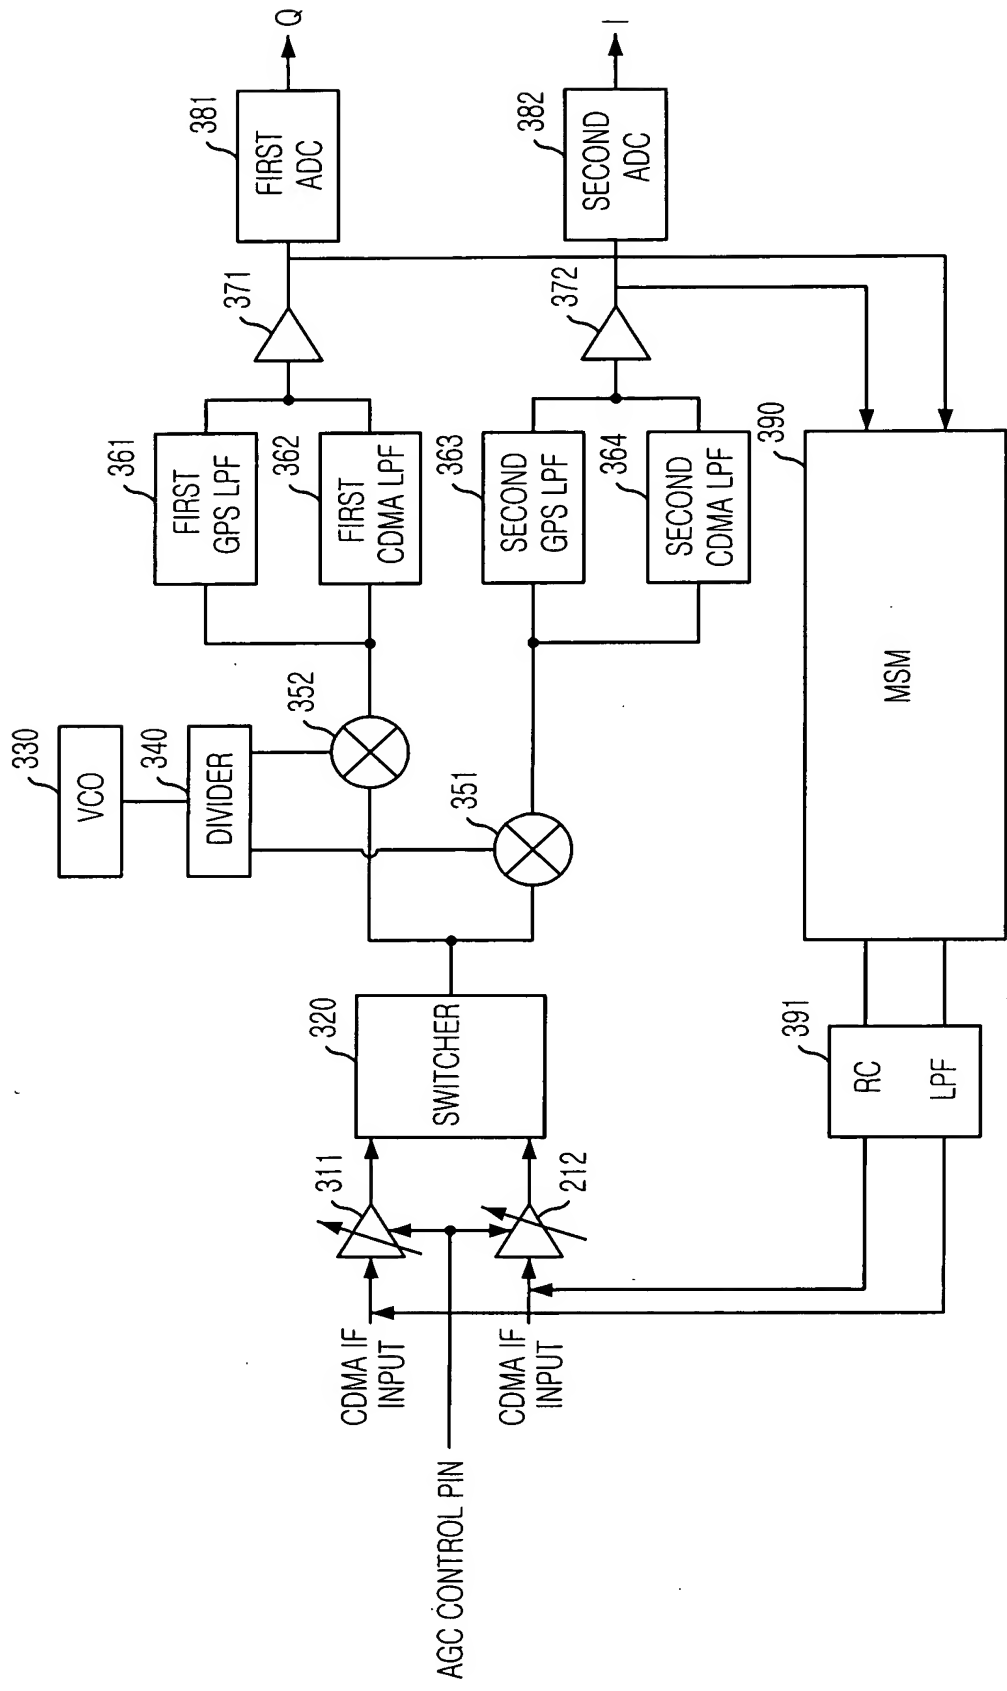 330
VCO
340
DIVIDER
352
351
361
FIRST
GPS LPF
362
FIRST
CDMA LPF
363
SECOND
GPS LPF
364
SECOND
CDMA LPF
371
372
381
FIRST
ADC
Q
382
SECOND
ADC
I
CDMA IF
INPUT
311
CDMA IF
INPUT
212
AGC CONTROL PIN
320
SWITCHER
391
RC
LPF
390
MSM